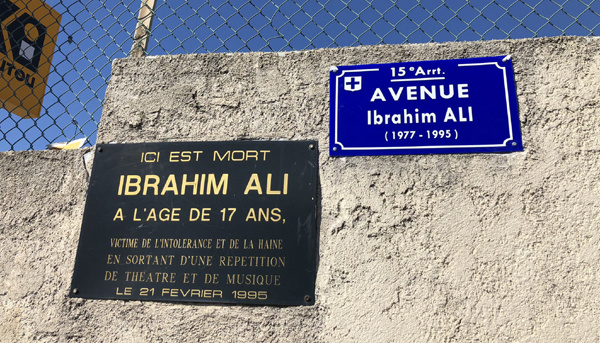 15ᵉ Arrt.
AVENUE
Ibrahim ALI
( 1977 - 1995 )
ICI EST MORT
IBRAHIM ALI
A L'AGE DE 17 ANS,
VICTIME DE L'INTOLERANCE ET DE LA HAINE
EN SORTANT D'UNE REPETITION
DE THEATRE ET DE MUSIQUE
LE 21 FEVRIER 1995